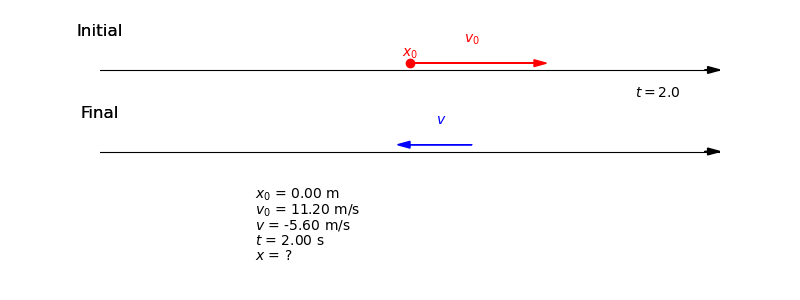 Initial
v₀
x₀
t = 2.0
Final
v
x₀ = 0.00 m
v₀ = 11.20 m/s
v = -5.60 m/s
t = 2.00 s
x = ?